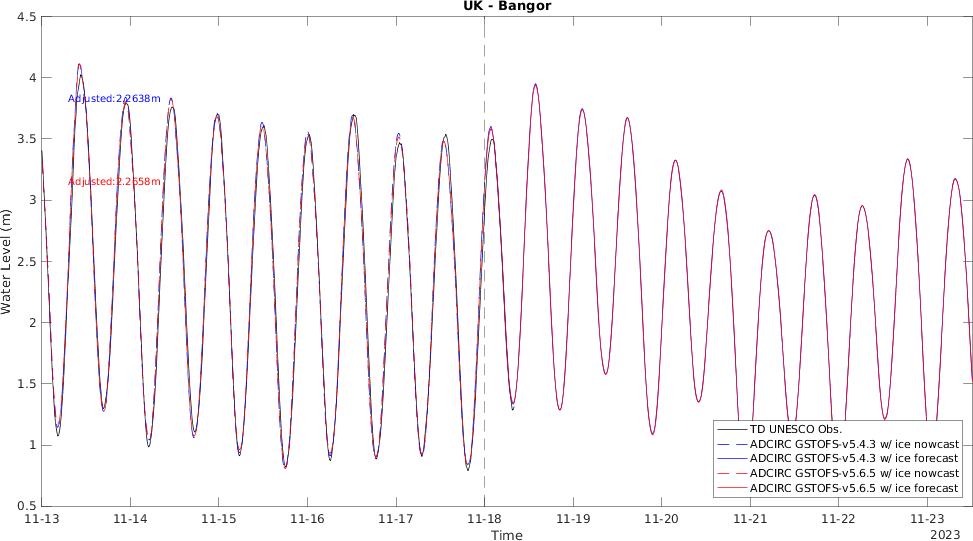 UK - Bangor
4.5
4
3.5
3
2.5
2
1.5
1
0.5
Water Level (m)
Adjusted:2.2638m
Adjusted:2.2658m
TD UNESCO Obs.
ADCIRC GSTOFS-v5.4.3 w/ ice nowcast
ADCIRC GSTOFS-v5.4.3 w/ ice forecast
ADCIRC GSTOFS-v5.6.5 w/ ice nowcast
ADCIRC GSTOFS-v5.6.5 w/ ice forecast
11-13 11-14 11-15 11-16 11-17 11-18 11-19 11-20 11-21 11-22 11-23
Time
2023